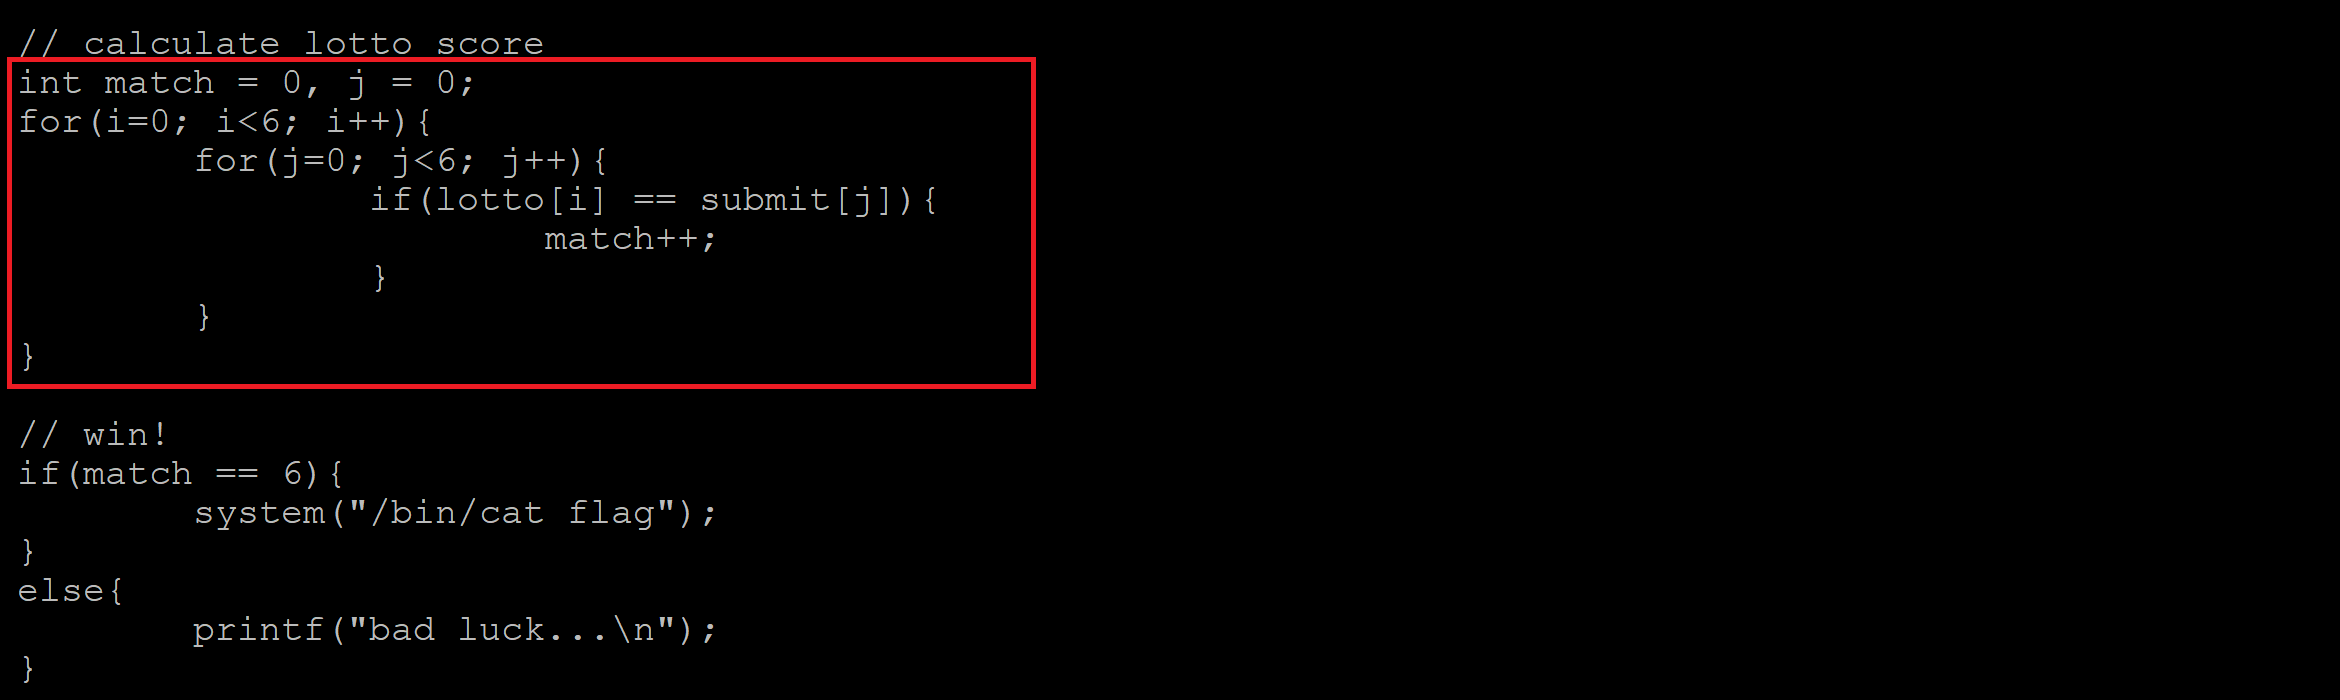 // calculate lotto score
int match = 0, j = 0;
for(i=0; i<6; i++){
        for(j=0; j<6; j++){
                if(lotto[i] == submit[j]){
                        match++;
                }
        }
}

// win!
if(match == 6){
        system("/bin/cat flag");
}
else{
        printf("bad luck...\n");
}